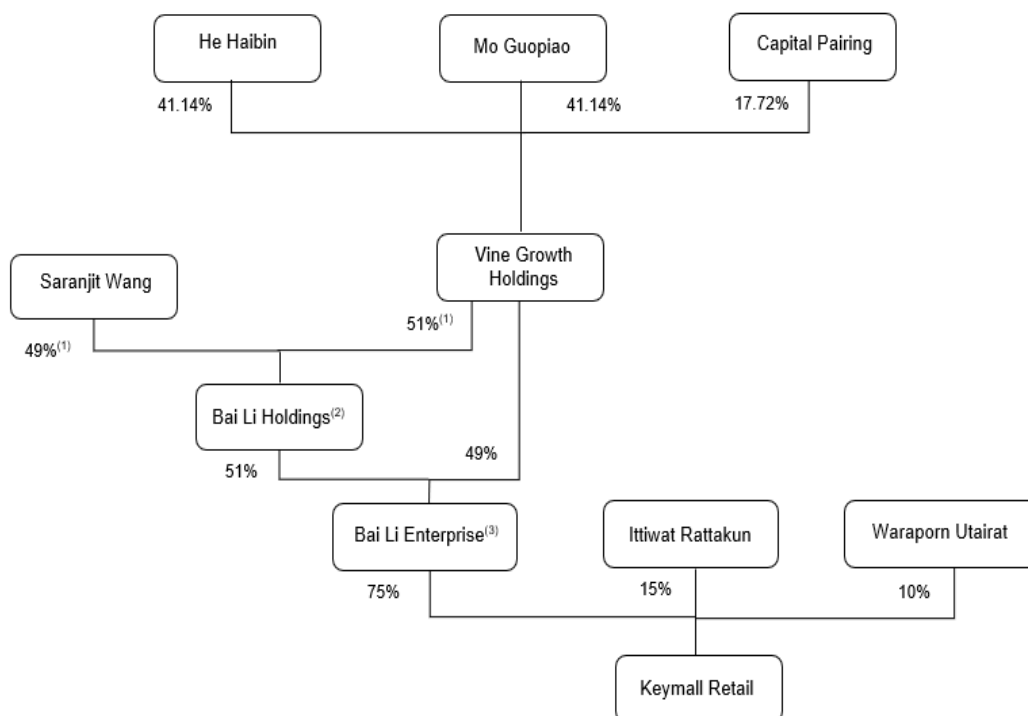 He Haibin
Mo Guopiao
Capital Pairing
41.14%
41.14%
17.72%
Vine Growth
Holdings
Saranjit Wang
51%(1)
49%(1)
Bai Li Holdings(2)
51%
49%
Bai Li Enterprise(3)
Ittiwat Rattakun
Waraporn Utairat
75%
15%
10%
Keymall Retail